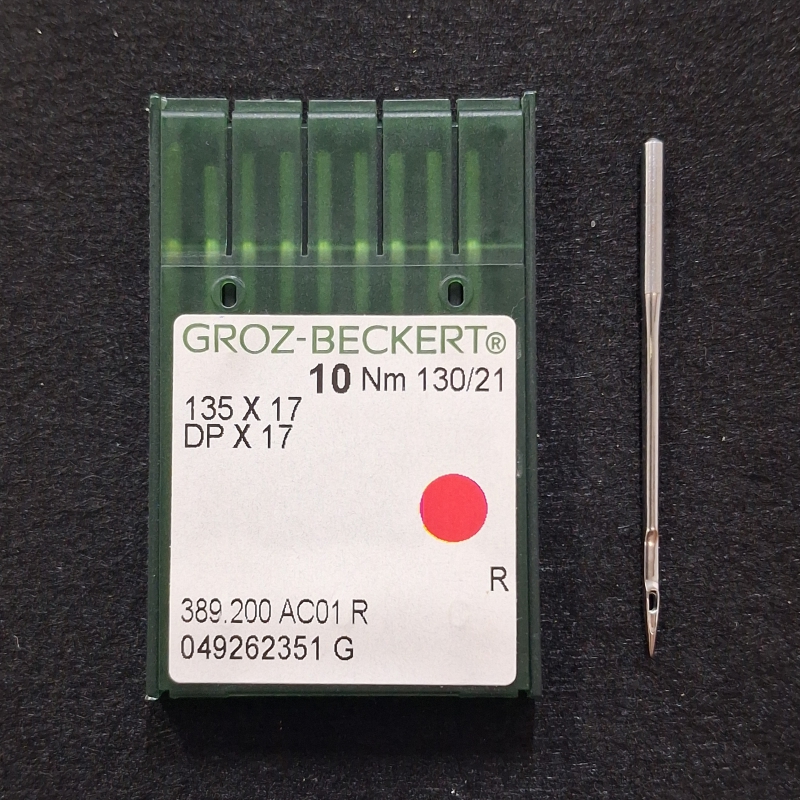 GROZ-BECKERT®
10 Nm 130/21
135 X 17
DP X 17
R
389.200 AC01 R
049262351 G